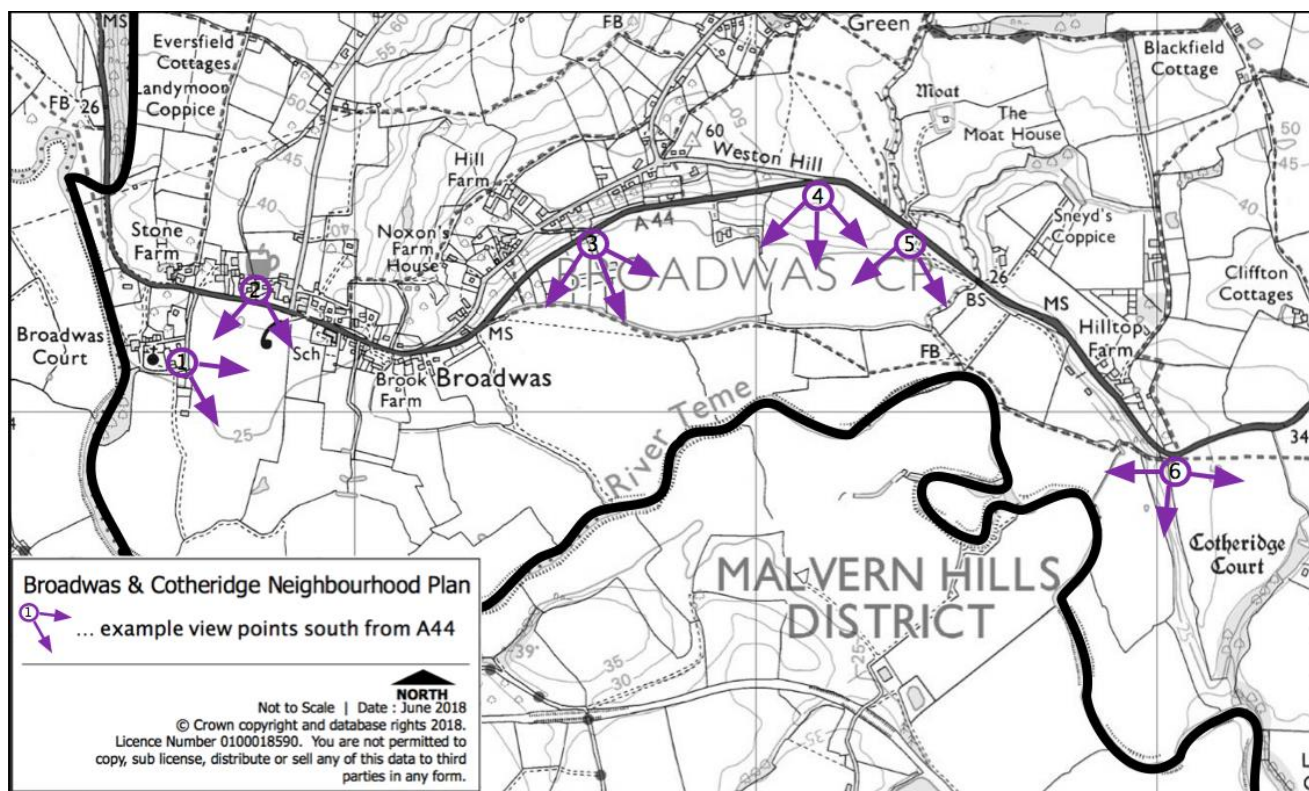 MS
FB
Green
Eversfield
Cottages
Blackfield
Cottage
Landymoon
Coppice
FB 26
55
60
50
Moat
The
Moat House
50
45
50
45
60
Weston Hill
Hill
Farm
40
40
Stone
Farm
Noxon's
Farm
House
A 44
Sneyd's
Coppice
Cliffton
Cottages
BROADWAS CP
1
2
3
4
5
6
26
BS
MS
Hilltop
Farm
Broadwas
Court
Sch
MS
FB
Brook
Farm
Broadwas
25
River Teme
34
Cotheridge
Court
MALVERN HILLS
DISTRICT
39
35
30
25
35
Broadwas & Cotheridge Neighbourhood Plan
1 ... example view points south from A44
NORTH
Not to Scale | Date : June 2018
© Crown copyright and database rights 2018.
Licence Number 0100018590. You are not permitted to
copy, sub license, distribute or sell any of this data to third
parties in any form.